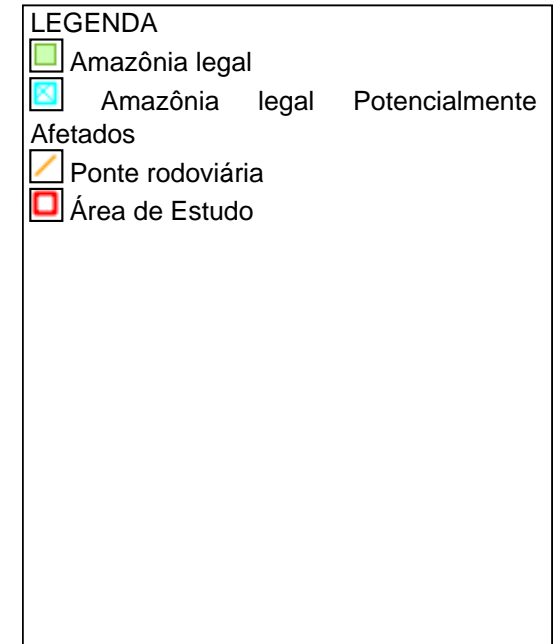 LEGENDA
Amazônia legal
Amazônia legal Potencialmente
Afetados
Ponte rodoviária
Área de Estudo